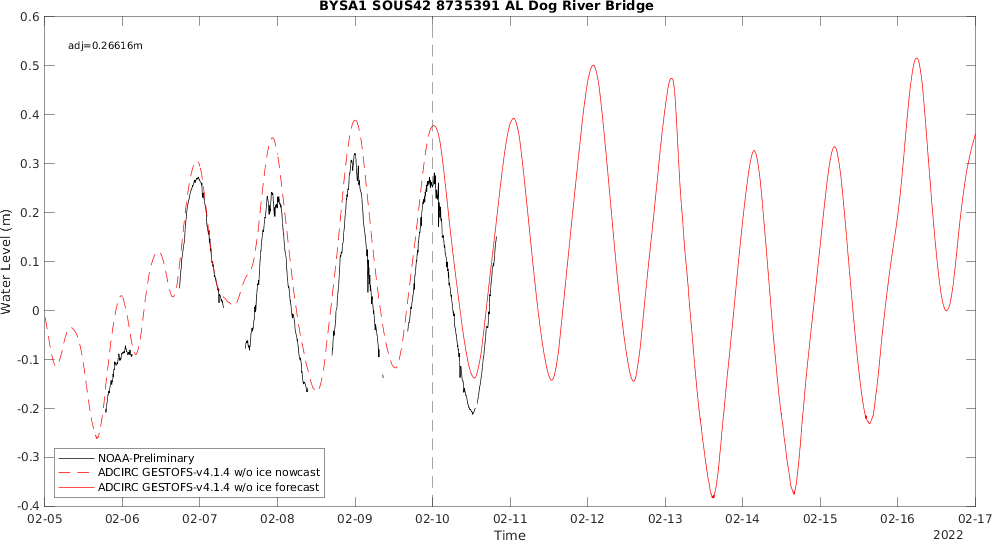 BYSA1 SOUS42 8735391 AL Dog River Bridge
adj=0.26616m
0.6
0.5
0.4
0.3
0.2
0.1
0
-0.1
-0.2
-0.3
-0.4
Water Level (m)
NOAA-Preliminary
ADCIRC GESTOFS-v4.1.4 w/o ice nowcast
ADCIRC GESTOFS-v4.1.4 w/o ice forecast
02-05 02-06 02-07 02-08 02-09 02-10 02-11 02-12 02-13 02-14 02-15 02-16 02-17
Time
2022